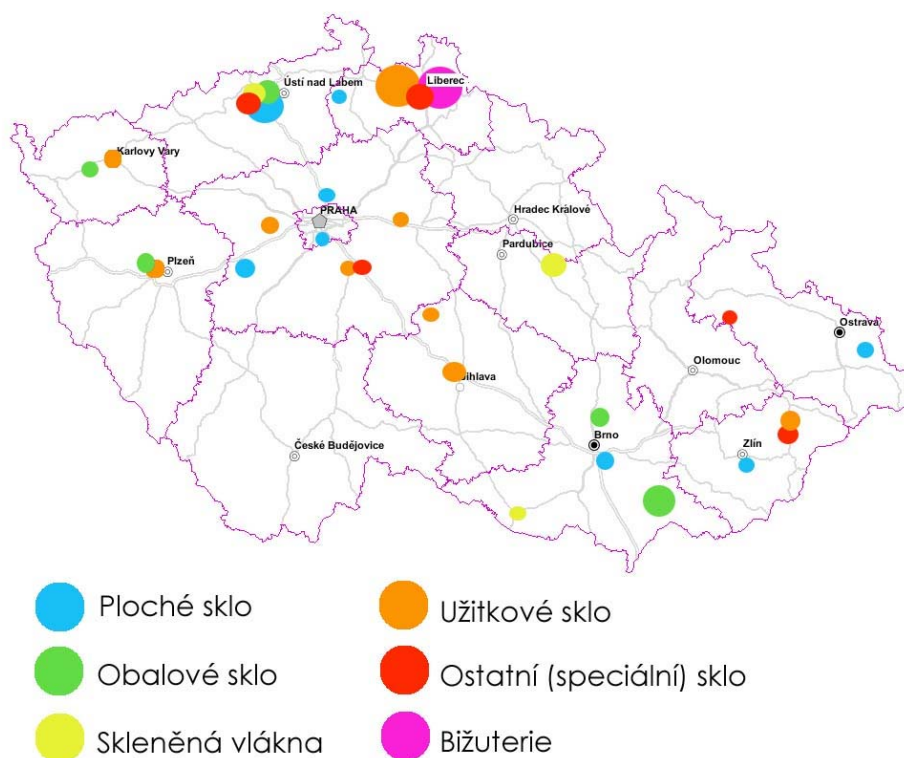 Ústí nad Labem
Liberec
Karlovy Vary
PRAHA
Hradec Králové
Pardubice
Plzeň
Ostrava
Olomouc
Jihlava
České Budějovice
Brno
Zlín
Ploché sklo
Užitkové sklo
Obalové sklo
Ostatní (speciální) sklo
Skleněná vlákna
Bižuterie